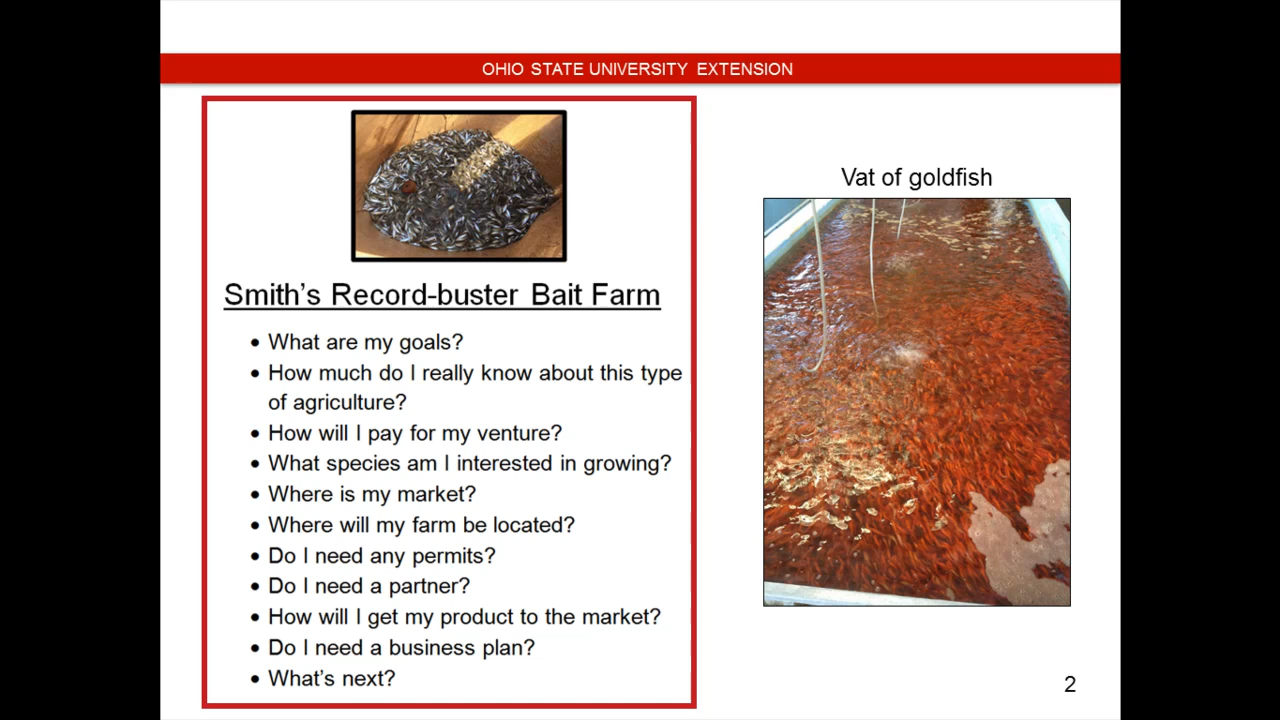 OHIO STATE UNIVERSITY EXTENSION
Smith's Record-buster Bait Farm
• What are my goals?
• How much do I really know about this type
of agriculture?
• How will I pay for my venture?
• What species am I interested in growing?
• Where is my market?
• Where will my farm be located?
• Do I need any permits?
• Do I need a partner?
• How will I get my product to the market?
• Do I need a business plan?
• What's next?
Vat of goldfish
2